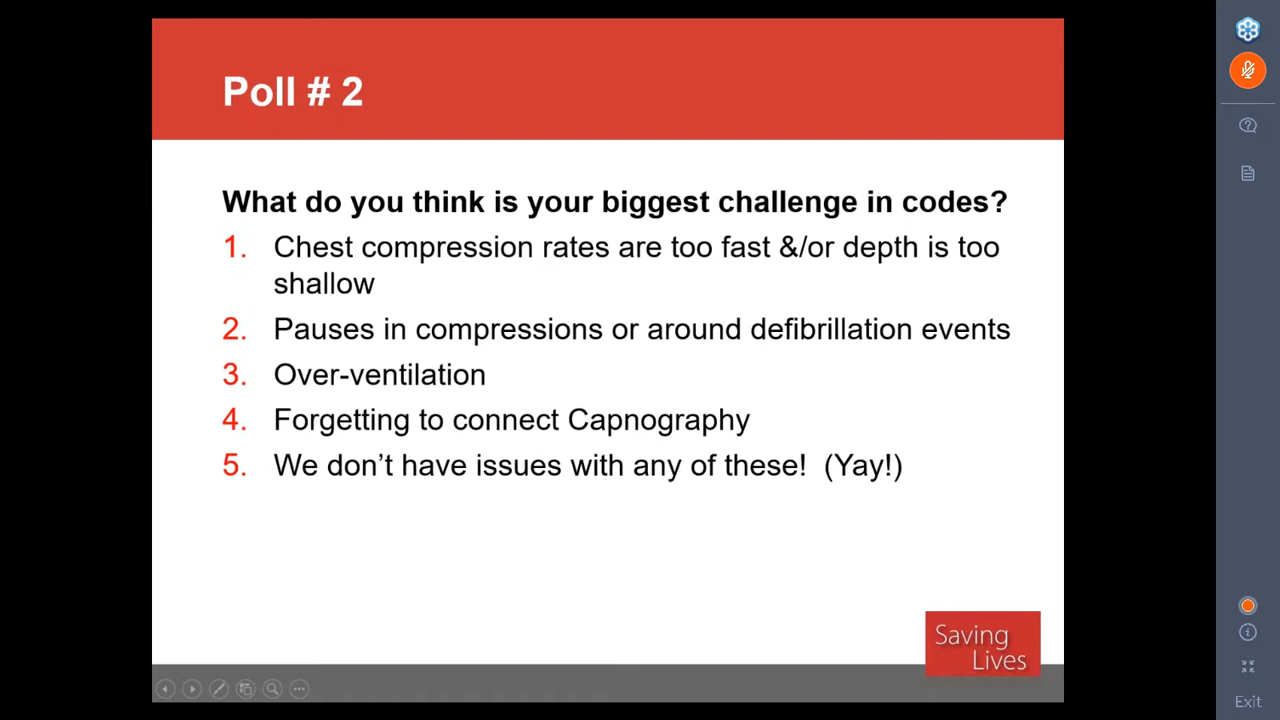 Poll # 2
What do you think is your biggest challenge in codes?
1. Chest compression rates are too fast &/or depth is too
shallow
2. Pauses in compressions or around defibrillation events
3. Over-ventilation
4. Forgetting to connect Capnography
5. We don’t have issues with any of these!  (Yay!)
Saving
Lives
Exit